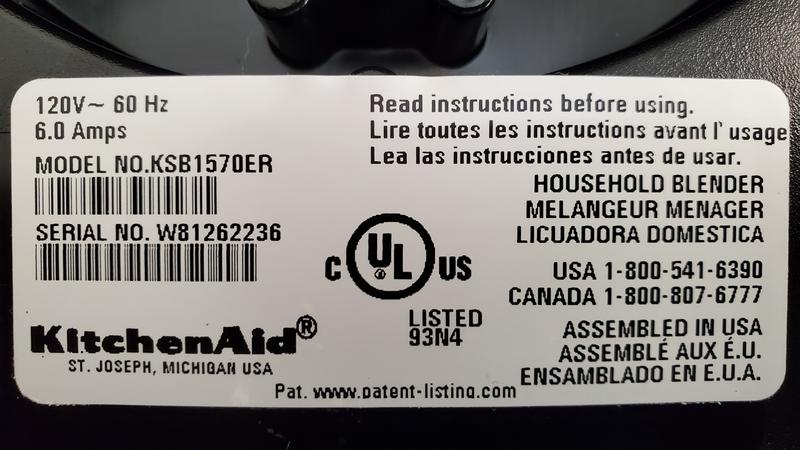 120V~ 60 Hz
6.0 Amps
MODEL NO.KSB1570ER
SERIAL NO. W81262236
KitchenAid®
ST. JOSEPH, MICHIGAN USA
Read instructions before using.
Lire toutes les instructions avant l' usage
Lea las instrucciones antes de usar.
HOUSEHOLD BLENDER
MELANGEUR MENAGER
LICUADORA DOMESTICA
C UL® US
LISTED
93N4
USA 1-800-541-6390
CANADA 1-800-807-6777
ASSEMBLED IN USA
ASSEMBLÉ AUX É.U.
ENSAMBLADO EN E.U.A.
Pat. www.patent-listing.com